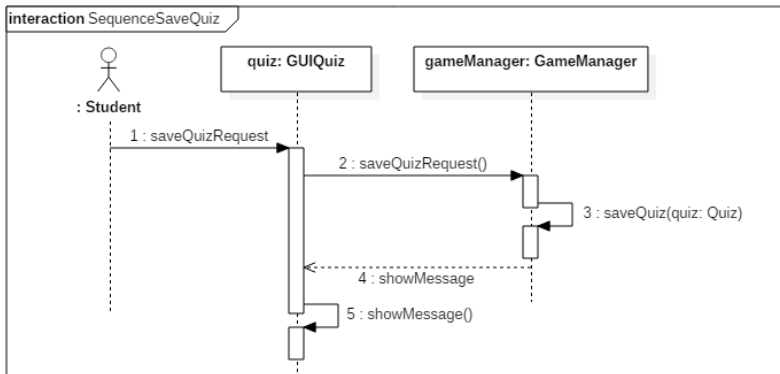 interaction SequenceSaveQuiz
quiz: GUIQuiz
gameManager: GameManager
: Student
1 : saveQuizRequest
2 : saveQuizRequest()
3 : saveQuiz(quiz: Quiz)
4 : showMessage
5 : showMessage()